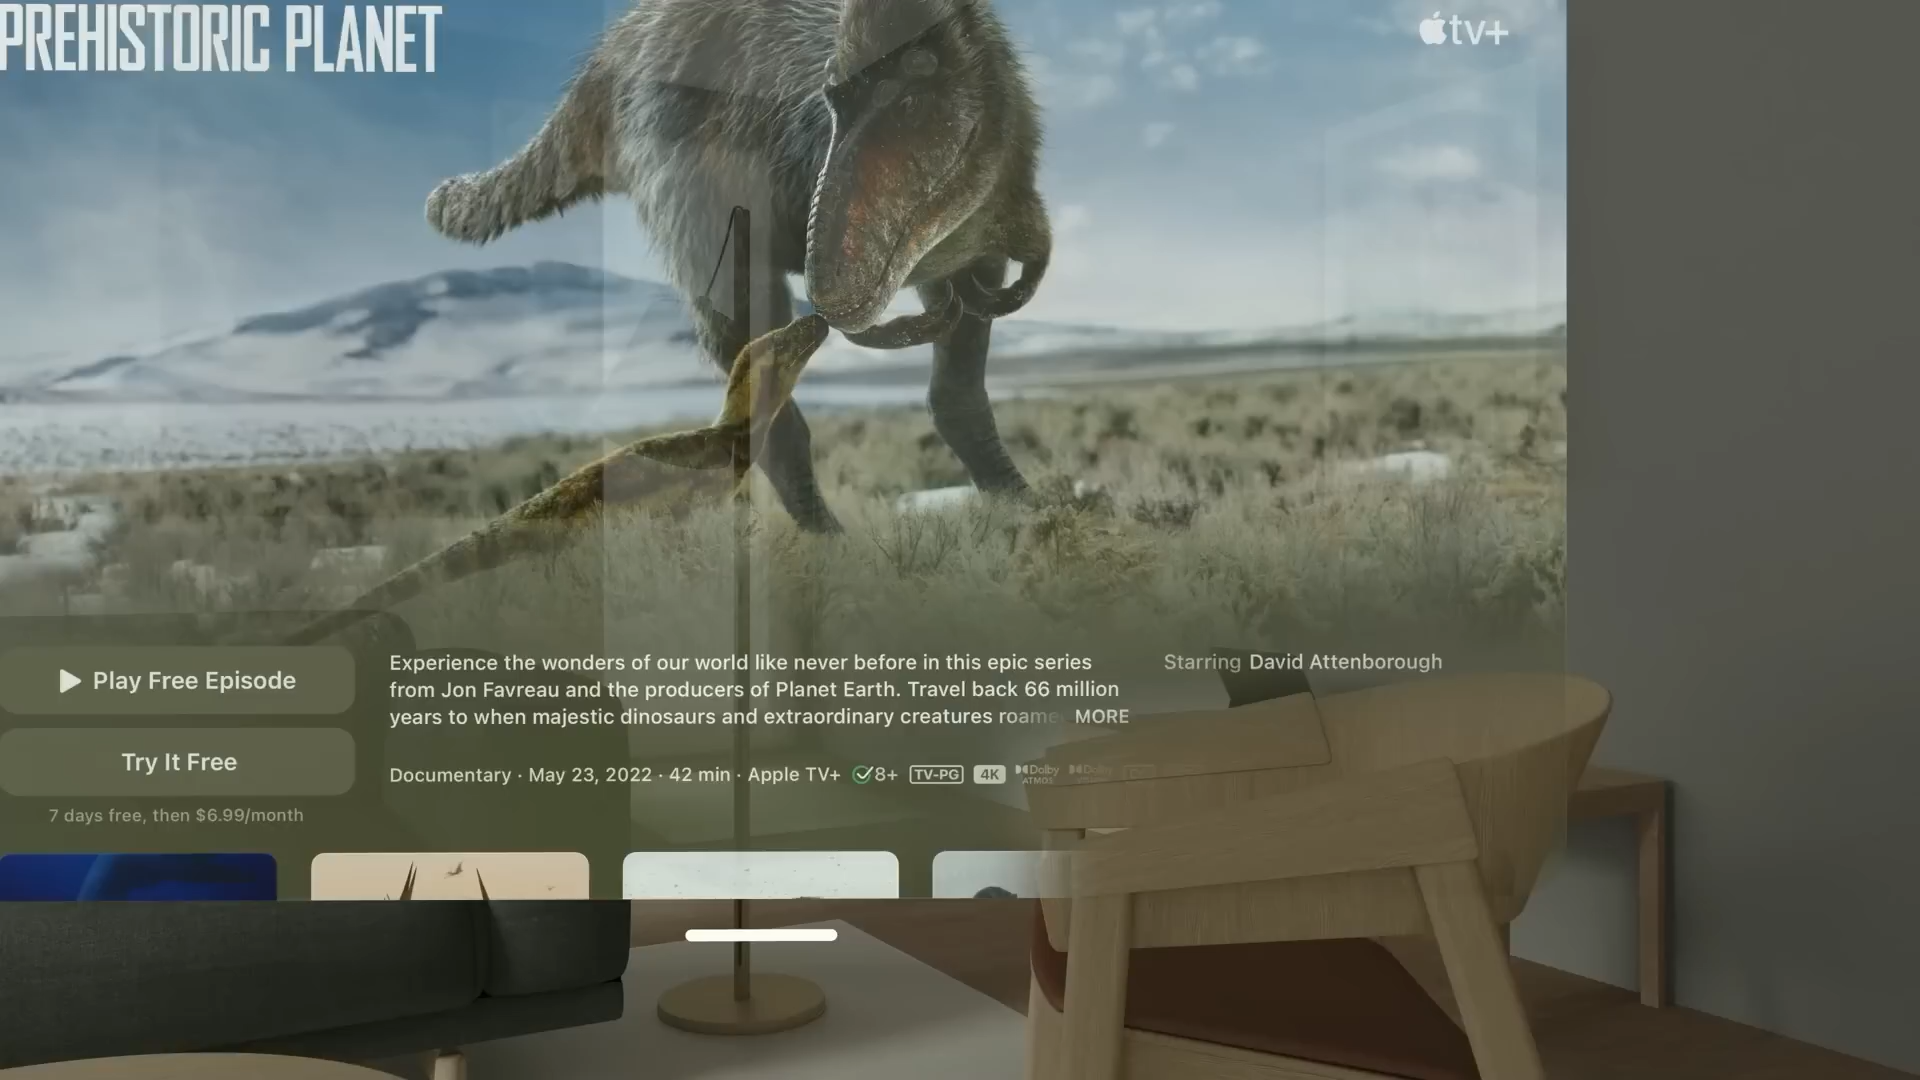 PREHISTORIC PLANET
tv+
Play Free Episode
Try It Free
7 days free, then $6.99/month
Experience the wonders of our world like never before in this epic series
from Jon Favreau and the producers of Planet Earth. Travel back 66 million
years to when majestic dinosaurs and extraordinary creatures roame MORE
Documentary · May 23, 2022 · 42 min · Apple TV+ 8+ TV-PG 4K Dolby ATMOS Dolby
Starring David Attenborough